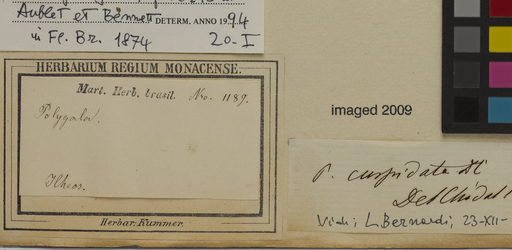 Aublet et Bennett DETERM. ANNO 1994
in Fl. Br. 1874 20-I
HERBARIUM REGIUM MONACENSE.
Mart. Herb. brasil. No. 1189.
Polygala.
Ilheos.
Herbar. Kummer.
imaged 2009
P. cuspidata DC
Vidi; L. Bernardi; 23-XII-